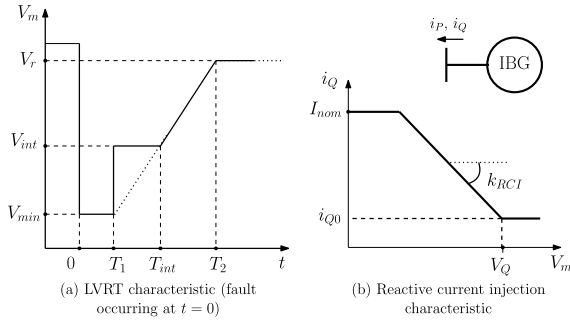 V_m
V_r
V_int
V_min
0
T_1
T_int
T_2
t
(a) LVRT characteristic (fault
occurring at t = 0)
i_P, i_Q
IBG
i_Q
I_nom
k_RCI
i_Q0
V_Q
V_m
(b) Reactive current injection
characteristic